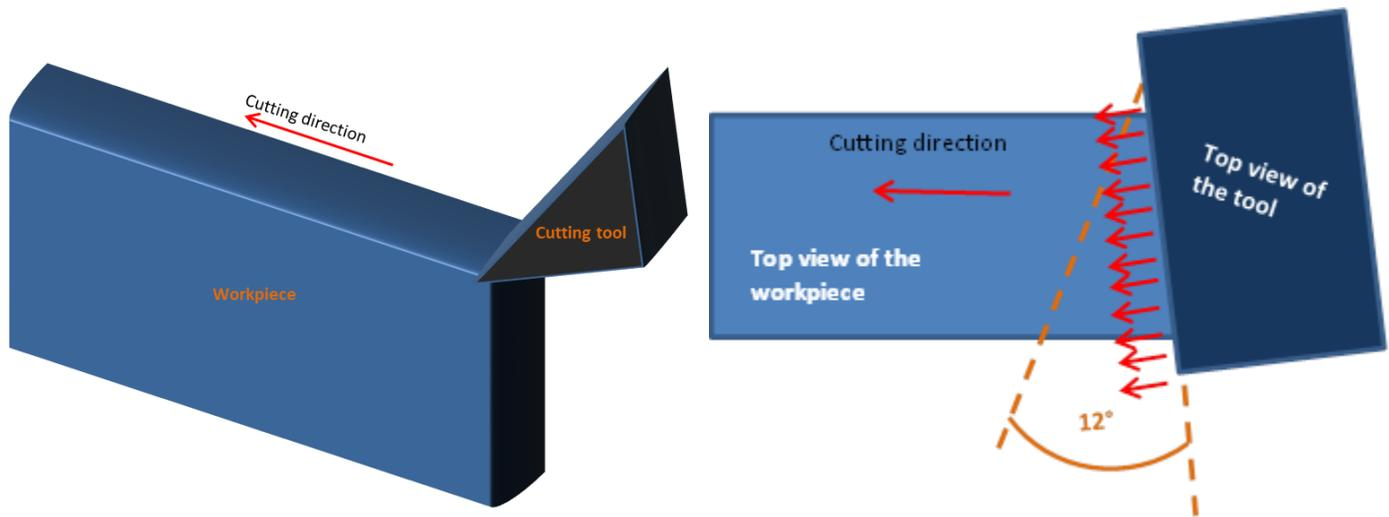 Cutting direction
Cutting tool
Workpiece
Cutting direction
Top view of the
workpiece
Top view of
the tool
12°